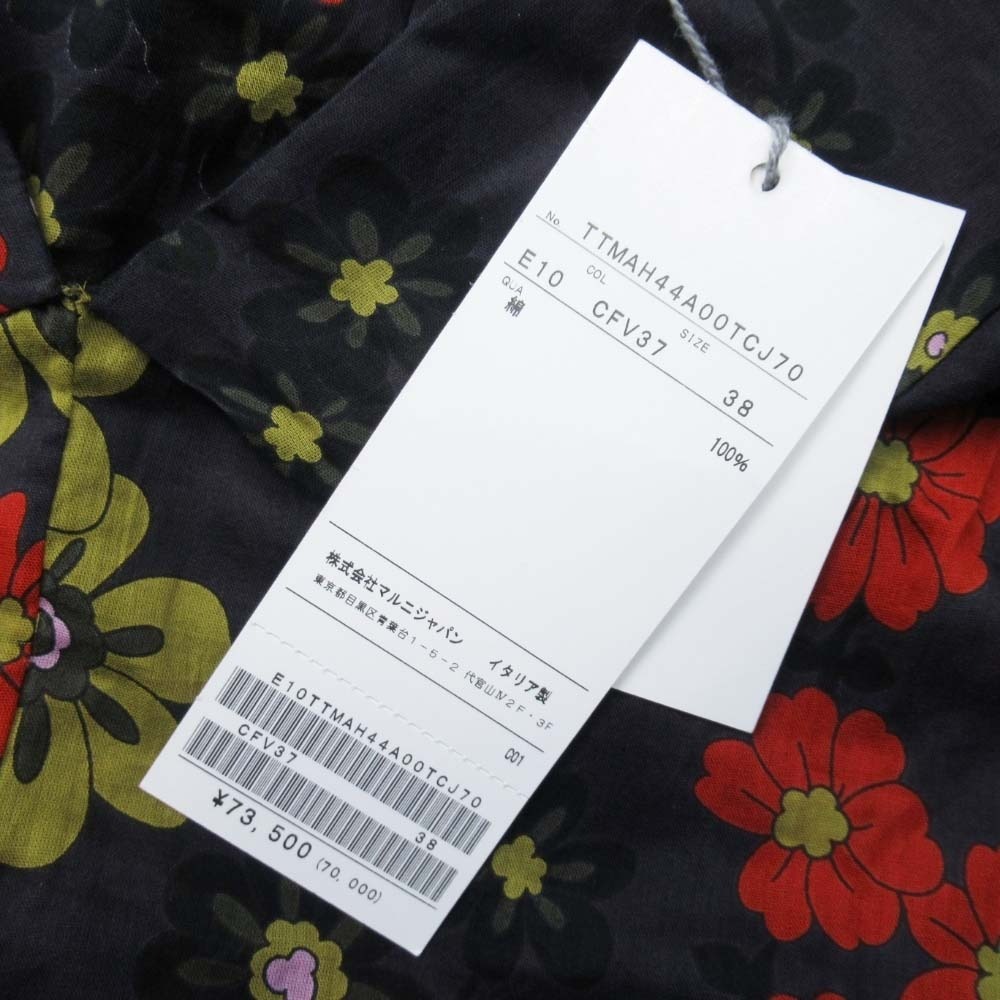 No TTMAH44A00TCJ70
COL SIZE
E10 CFV37 38
QUA
綿 100%
株式会社マルニジャパン イタリア製
東京都目黒区青葉台1-5-2 代官山Ⅳ2F・3F
001
E10TTMAH44A00TCJ70
CFV37 38
¥73,500 (70,000)